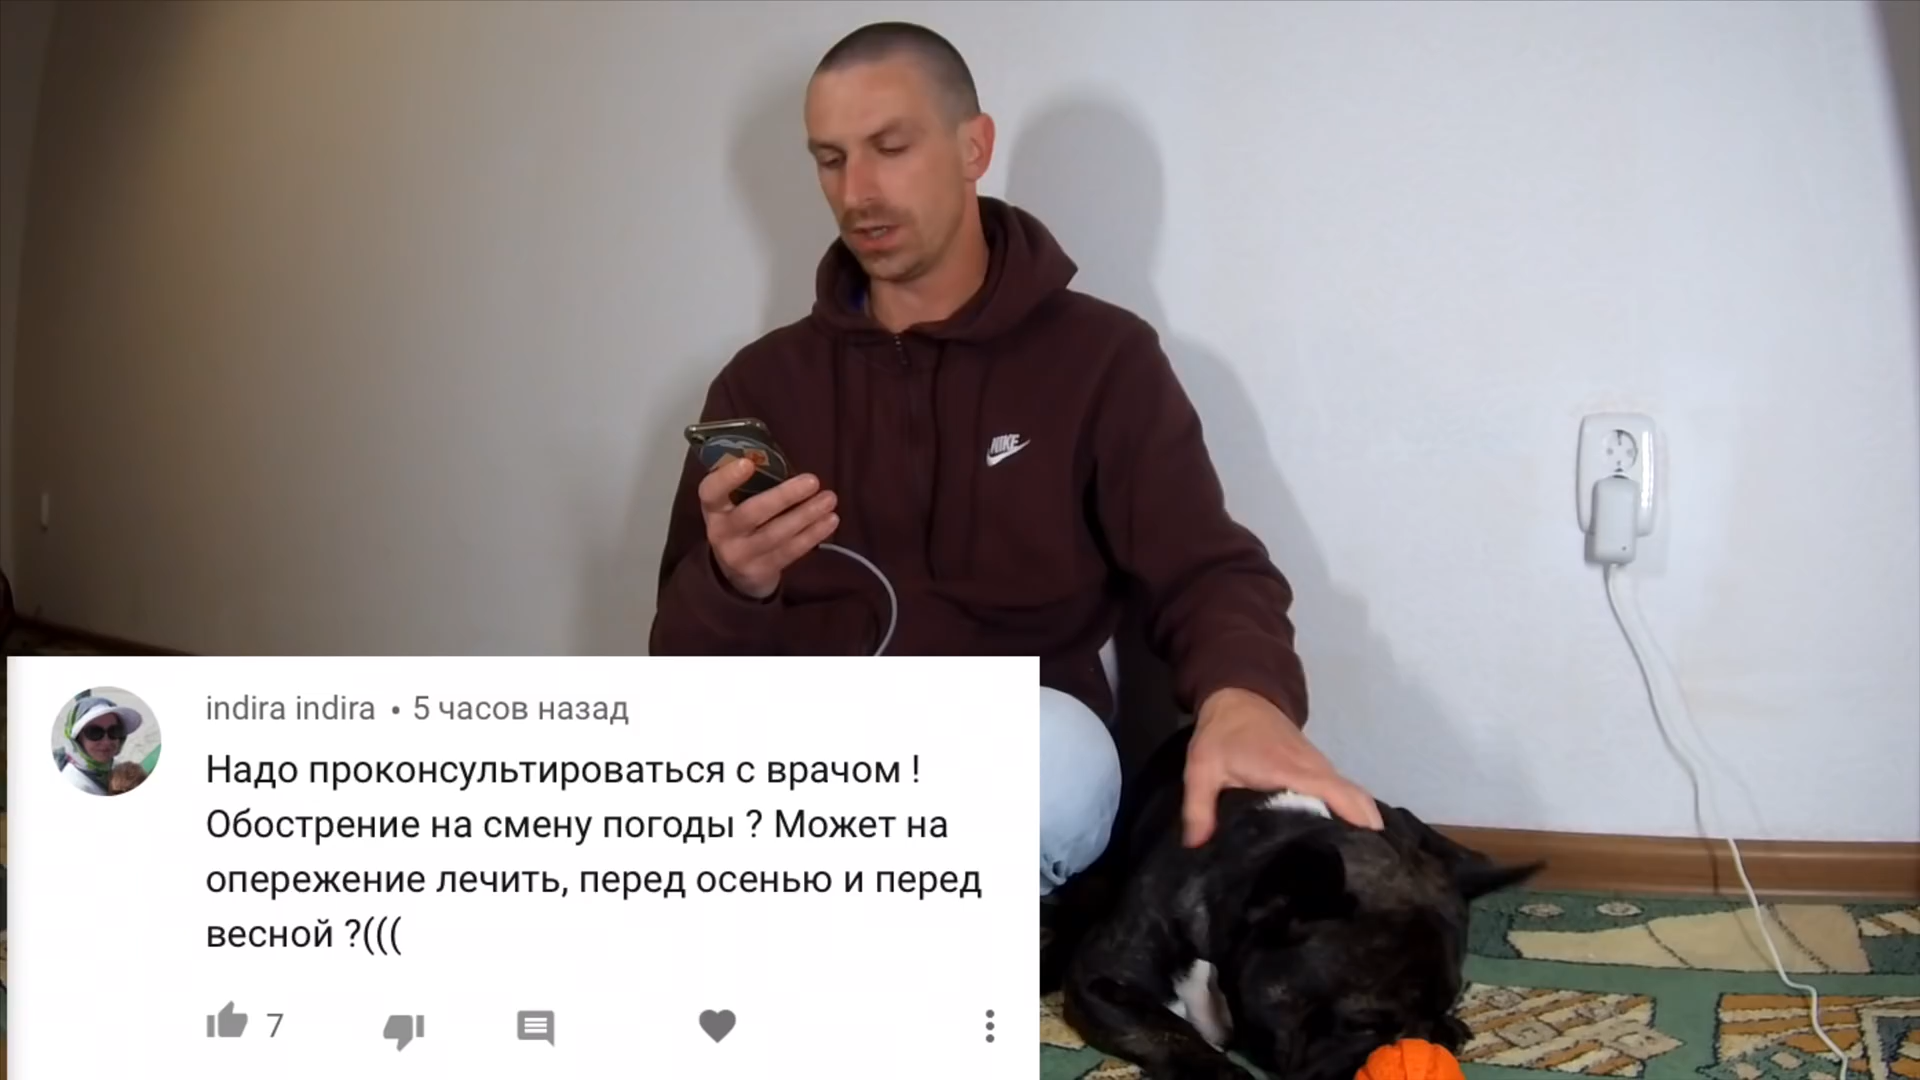 NIKE
indira indira • 5 часов назад
Надо проконсультироваться с врачом !
Обострение на смену погоды ? Может на
опережение лечить, перед осенью и перед
весной ?(((
7